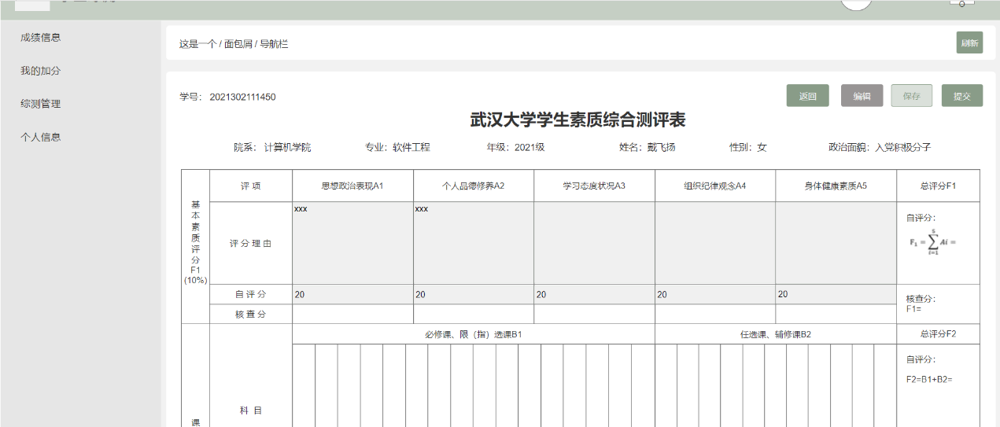 成绩信息
我的加分
综测管理
个人信息
这是一个 / 面包屑 / 导航栏
刷新
学号： 2021302111450
返回
编辑
保存
提交
武汉大学学生素质综合测评表
院系： 计算机学院 专业： 软件工程 年级：2021级 姓名：戴飞扬 性别：女 政治面貌：入党积极分子
基本素质评分F1(10%)
评 项 思想政治表现A1 个人品德修养A2 学习态度状况A3 组织纪律观念A4 身体健康素质A5 总评分F1
评 分 理 由 xxx xxx
自评分：
F₁ = ∑ Ai =
5
i=1
自 评 分 20 20 20 20 20
核 查 分
核查分：
F1=
必修课、限（指）选课B1 任选课、辅修课B2 总评分F2
自评分：
F2=B1+B2=
科 目
课